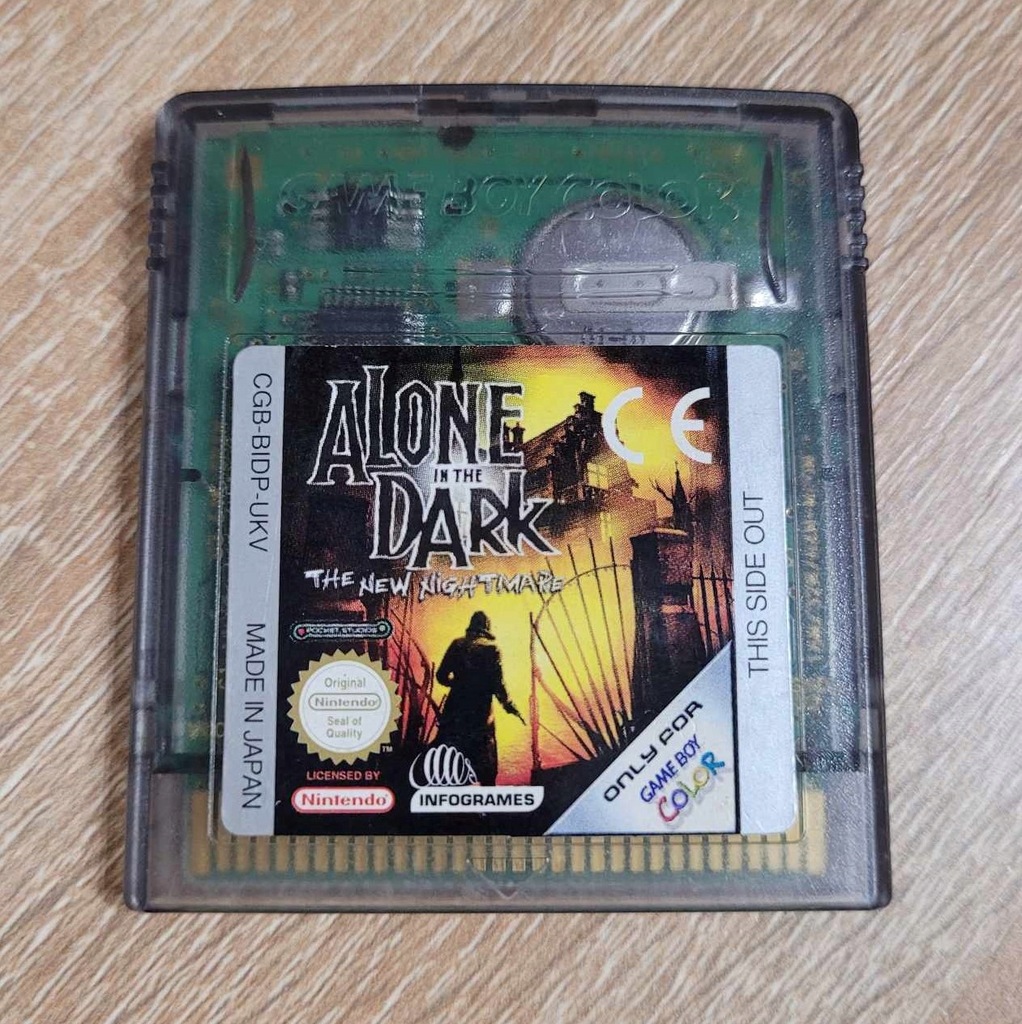 GAME BOY COLOR
CGB-BIDP-UKV
MADE IN JAPAN
ALONE
IN THE
DARK
THE NEW NIGHTMARE
CE
POCKET STUDIOS
Original
Nintendo
Seal of
Quality
TM
LICENSED BY
Nintendo
INFOGRAMES
ONLY FOR
GAME BOY
COLOR
THIS SIDE OUT